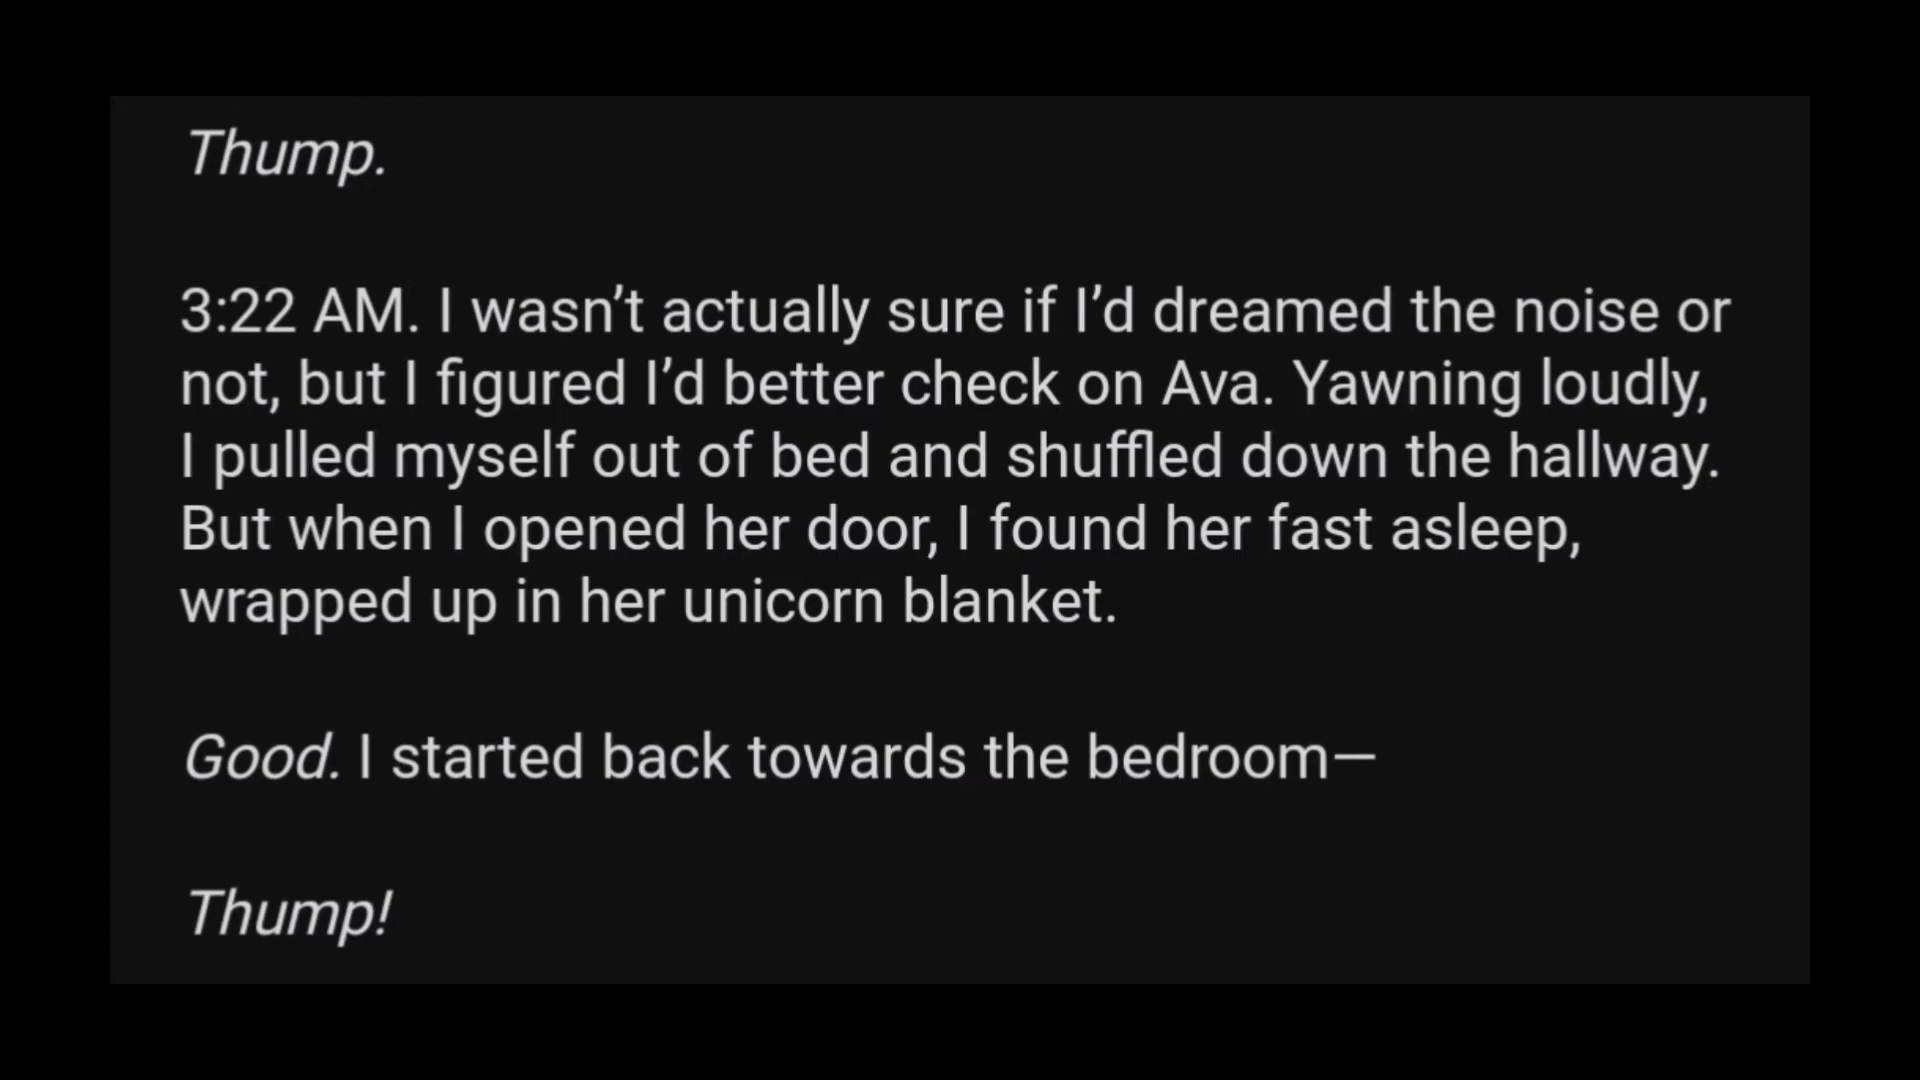 Thump.
3:22 AM. I wasn’t actually sure if I’d dreamed the noise or
not, but I figured I’d better check on Ava. Yawning loudly,
I pulled myself out of bed and shuffled down the hallway.
But when I opened her door, I found her fast asleep,
wrapped up in her unicorn blanket.
Good. I started back towards the bedroom—
Thump!